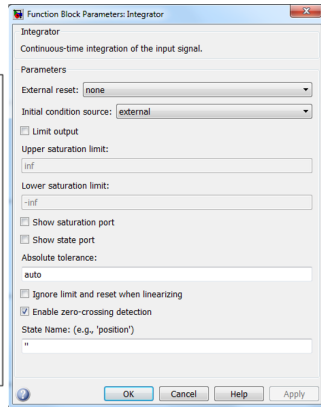 Function Block Parameters: Integrator
Integrator
Continuous-time integration of the input signal.
Parameters
External reset: none
Initial condition source: external
Limit output
Upper saturation limit:
inf
Lower saturation limit:
-inf
Show saturation port
Show state port
Absolute tolerance:
auto
Ignore limit and reset when linearizing
Enable zero-crossing detection
State Name: (e.g., 'position')
''
OK Cancel Help Apply